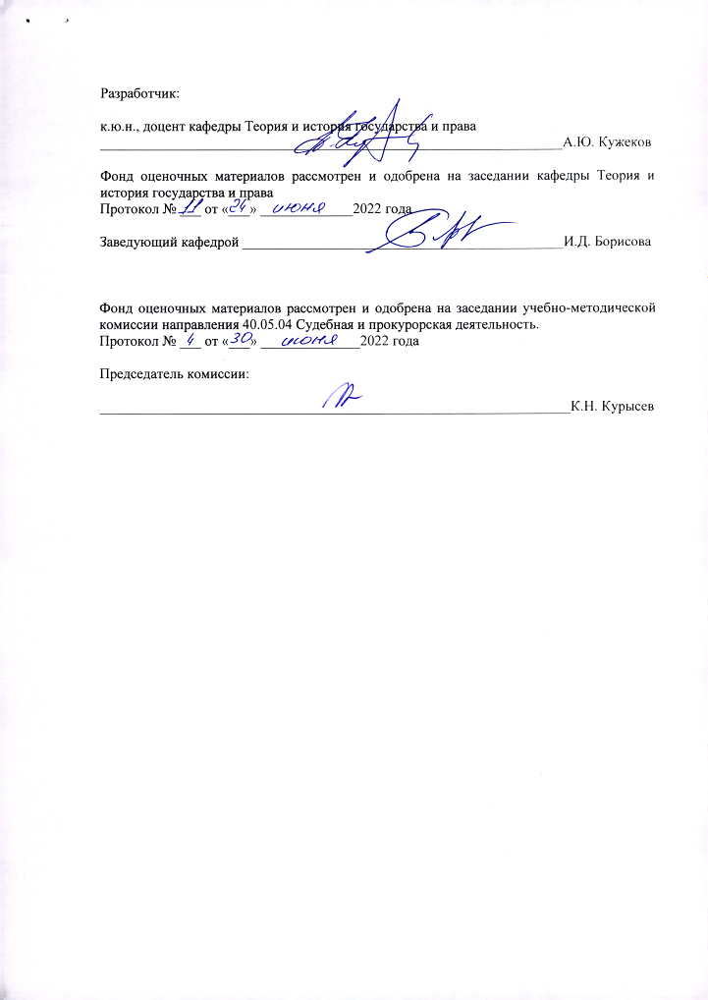 Разработчик:
к.ю.н., доцент кафедры Теория и история государства и права
А.Ю. Кужеков
Фонд оценочных материалов рассмотрен и одобрена на заседании кафедры Теория и
история государства и права
Протокол № 11 от «24» июня 2022 года
Заведующий кафедрой И.Д. Борисова
Фонд оценочных материалов рассмотрен и одобрена на заседании учебно-методической
комиссии направления 40.05.04 Судебная и прокурорская деятельность.
Протокол № 4 от «30» июня 2022 года
Председатель комиссии:
К.Н. Курысев